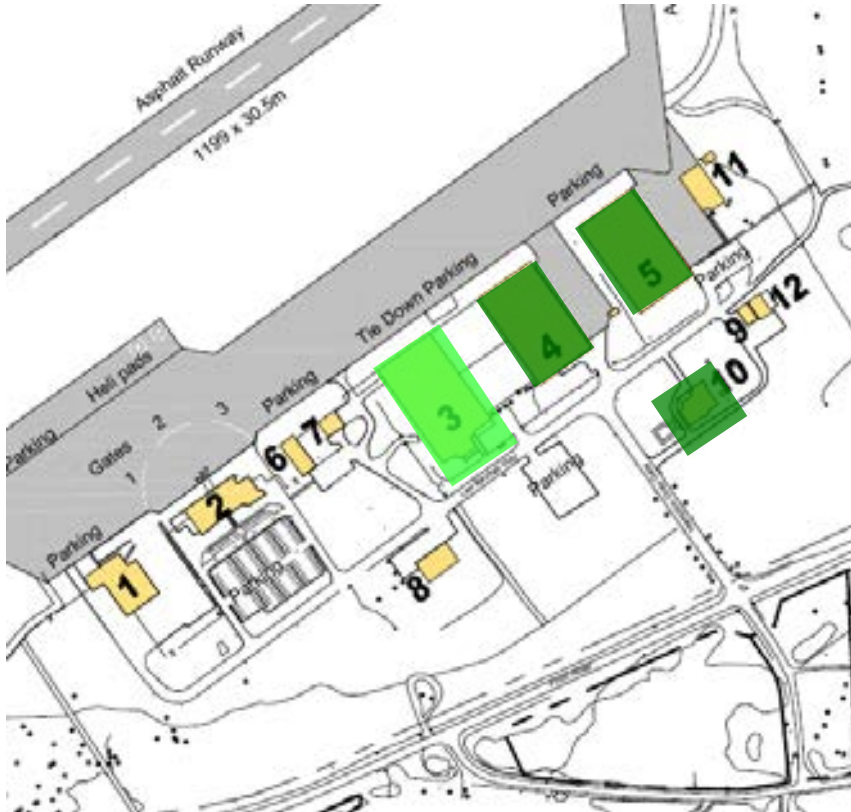 Asphalt Runway
1199 x 30.5m
Parking
11
5
Parking
Tie Down Parking
12
9
4
10
Heli pads
3
Parking
3
2
7
Parking
Gates
6
1
Parking
2
Parking
1
Parking
8